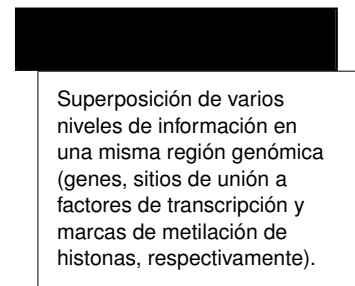 Superposición de varios
niveles de información en
una misma región genómica
(genes, sitios de unión a
factores de transcripción y
marcas de metilación de
histonas, respectivamente).